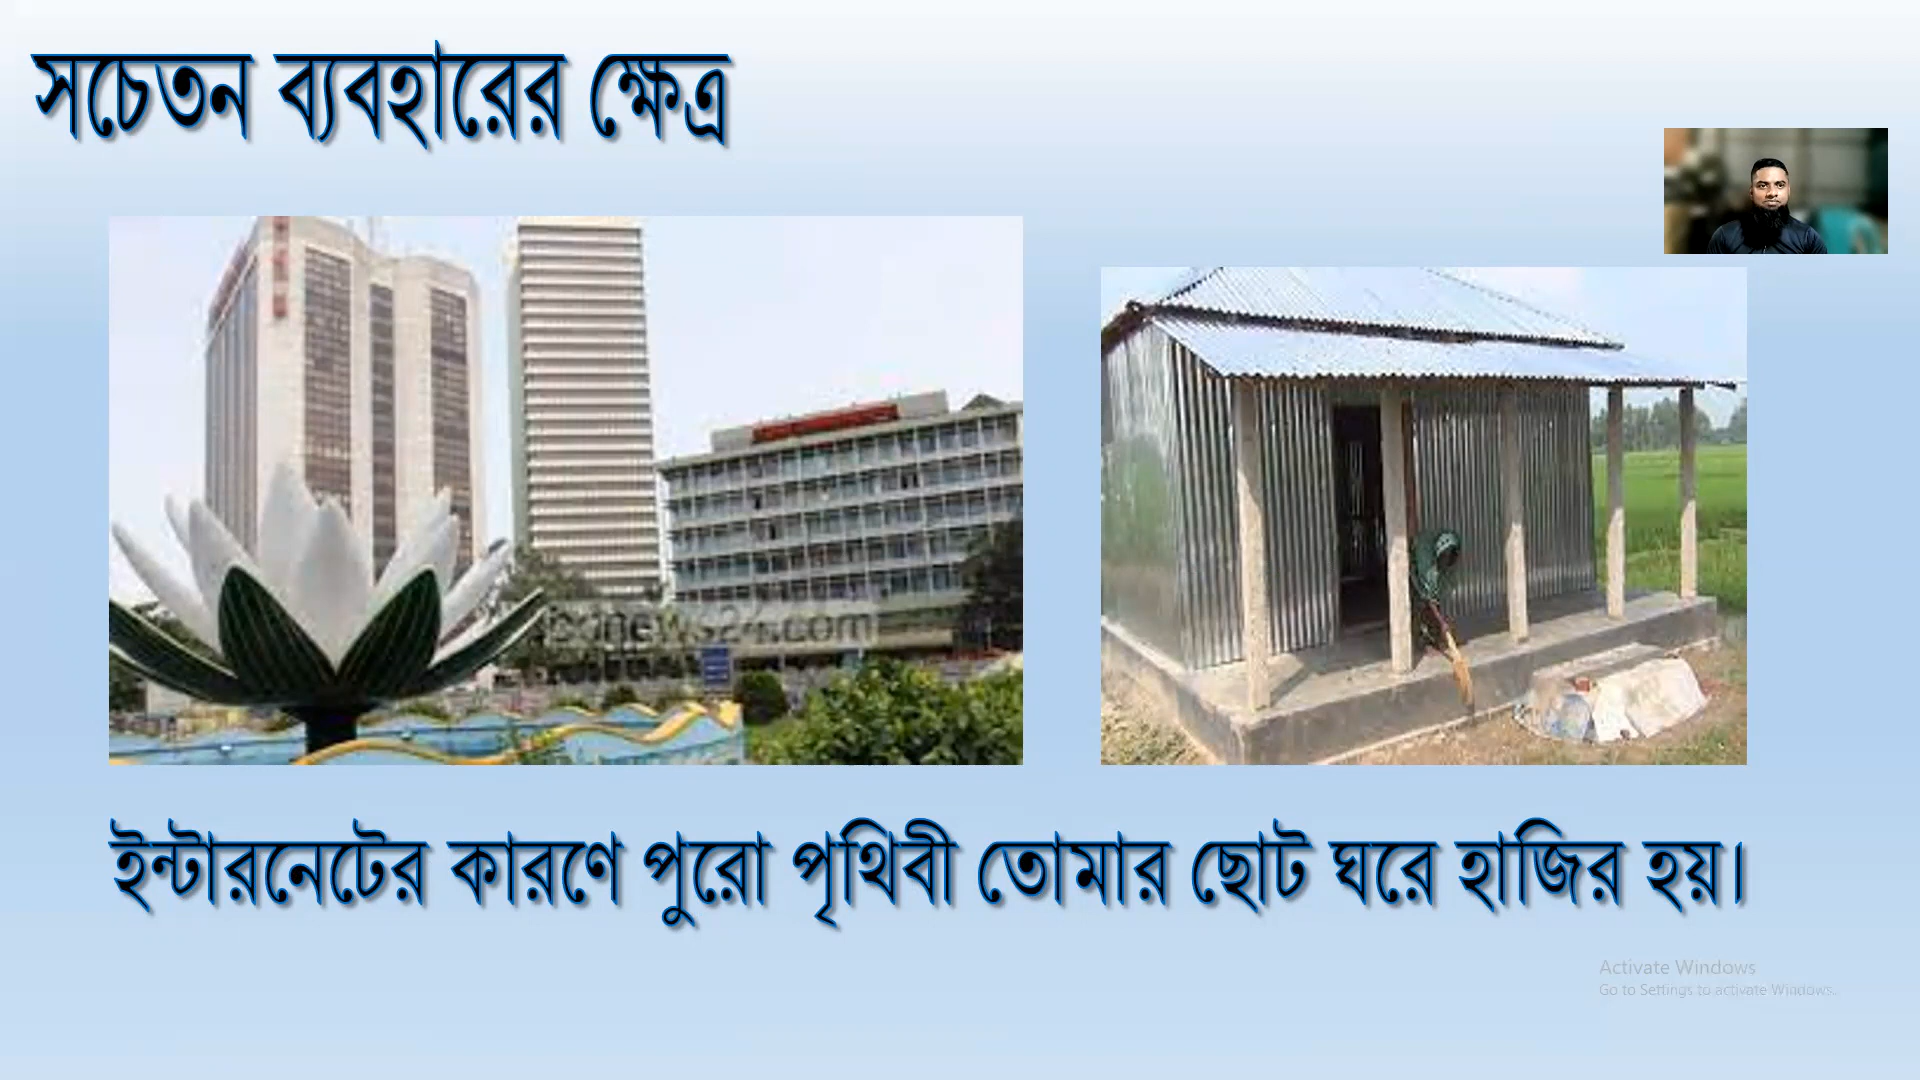 সচেতন ব্যবহারের ক্ষেত্র
ইন্টারনেটের কারণে পুরো পৃথিবী তোমার ছোট ঘরে হাজির হয়।
Activate Windows
Go to Settings to activate Windows.